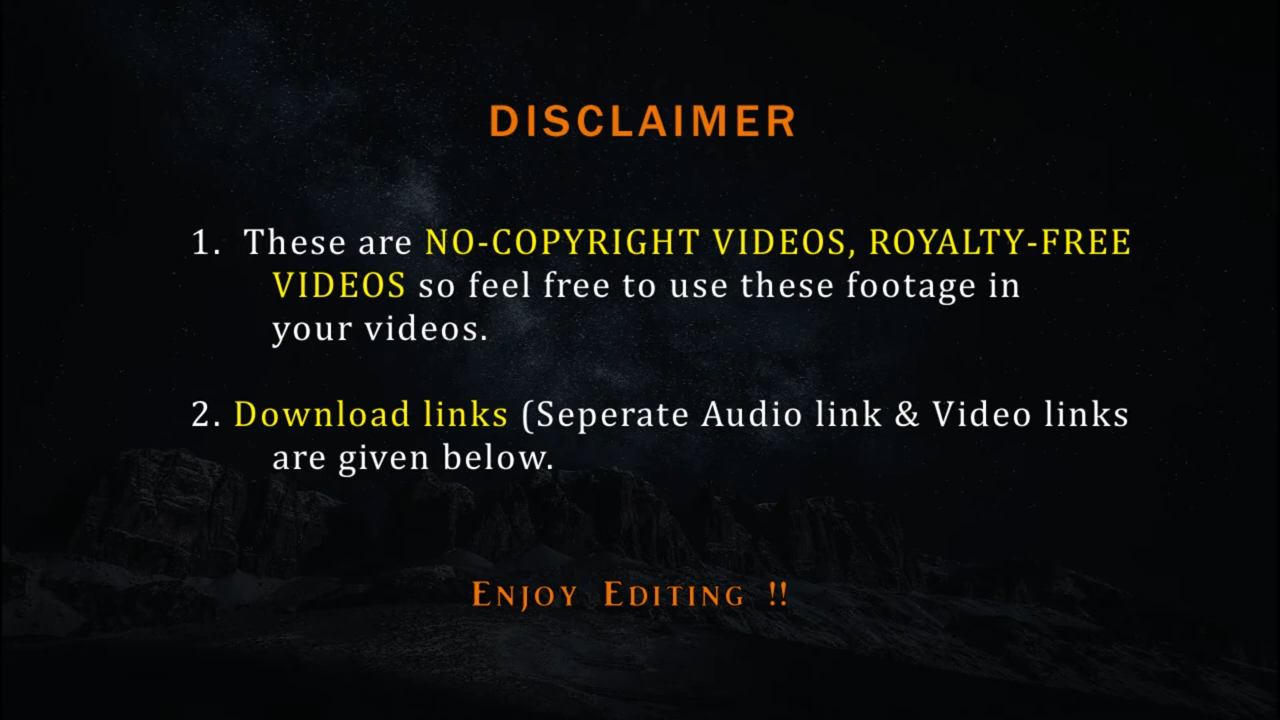 DISCLAIMER
1. These are NO-COPYRIGHT VIDEOS, ROYALTY-FREE
VIDEOS so feel free to use these footage in
your videos.
2. Download links (Seperate Audio link & Video links
are given below.
ENJOY EDITING !!